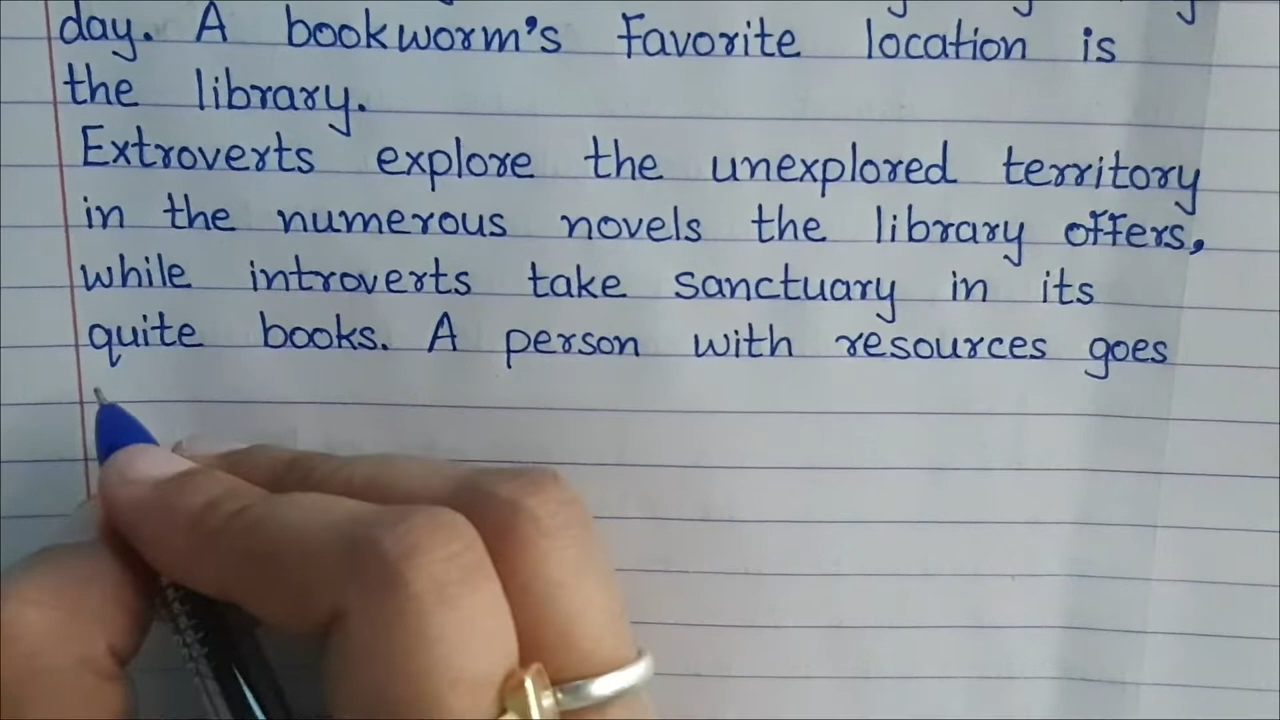 day. A bookworm's favorite location is
the library.
Extroverts explore the unexplored territory
in the numerous novels the library offers,
while introverts take sanctuary in its
quite books. A person with resources goes